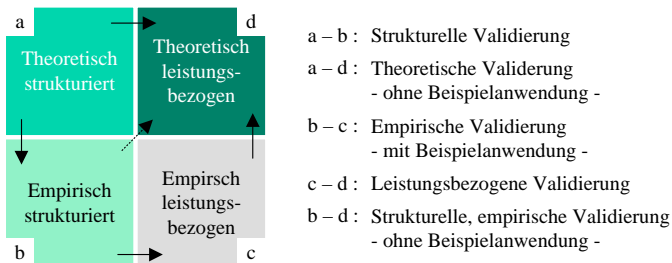 a
d
Theoretisch
strukturiert
Theoretisch
leistungs-
bezogen
Empirisch
strukturiert
Empirsch
leistungs-
bezogen
b
c
a – b : Strukturelle Validierung
a – d : Theoretische Validerung
- ohne Beispielanwendung -
b – c : Empirische Validierung
- mit Beispielanwendung -
c – d : Leistungsbezogene Validierung
b – d : Strukturelle, empirische Validierung
- ohne Beispielanwendung -